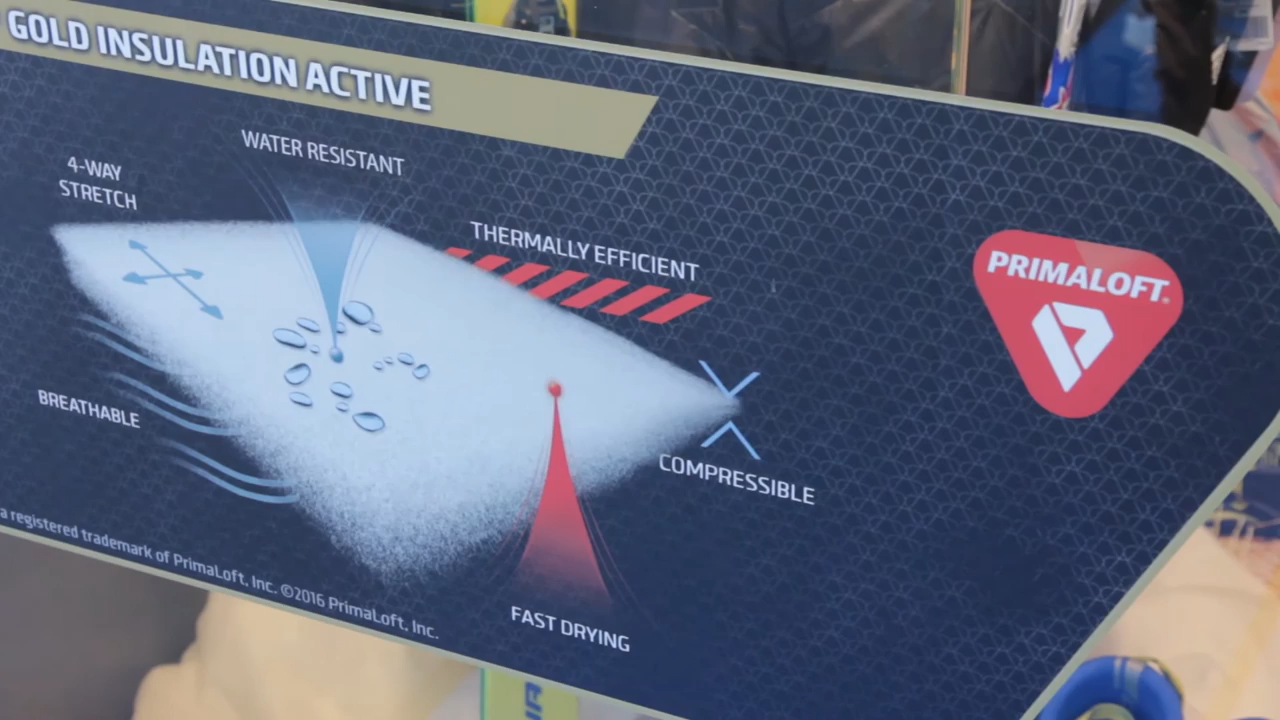 GOLD INSULATION ACTIVE
WATER RESISTANT
4-WAY
STRETCH
THERMALLY EFFICIENT
PRIMALOFT®
BREATHABLE
COMPRESSIBLE
a registered trademark of PrimaLoft, Inc. ©2016 PrimaLoft, Inc.
FAST DRYING